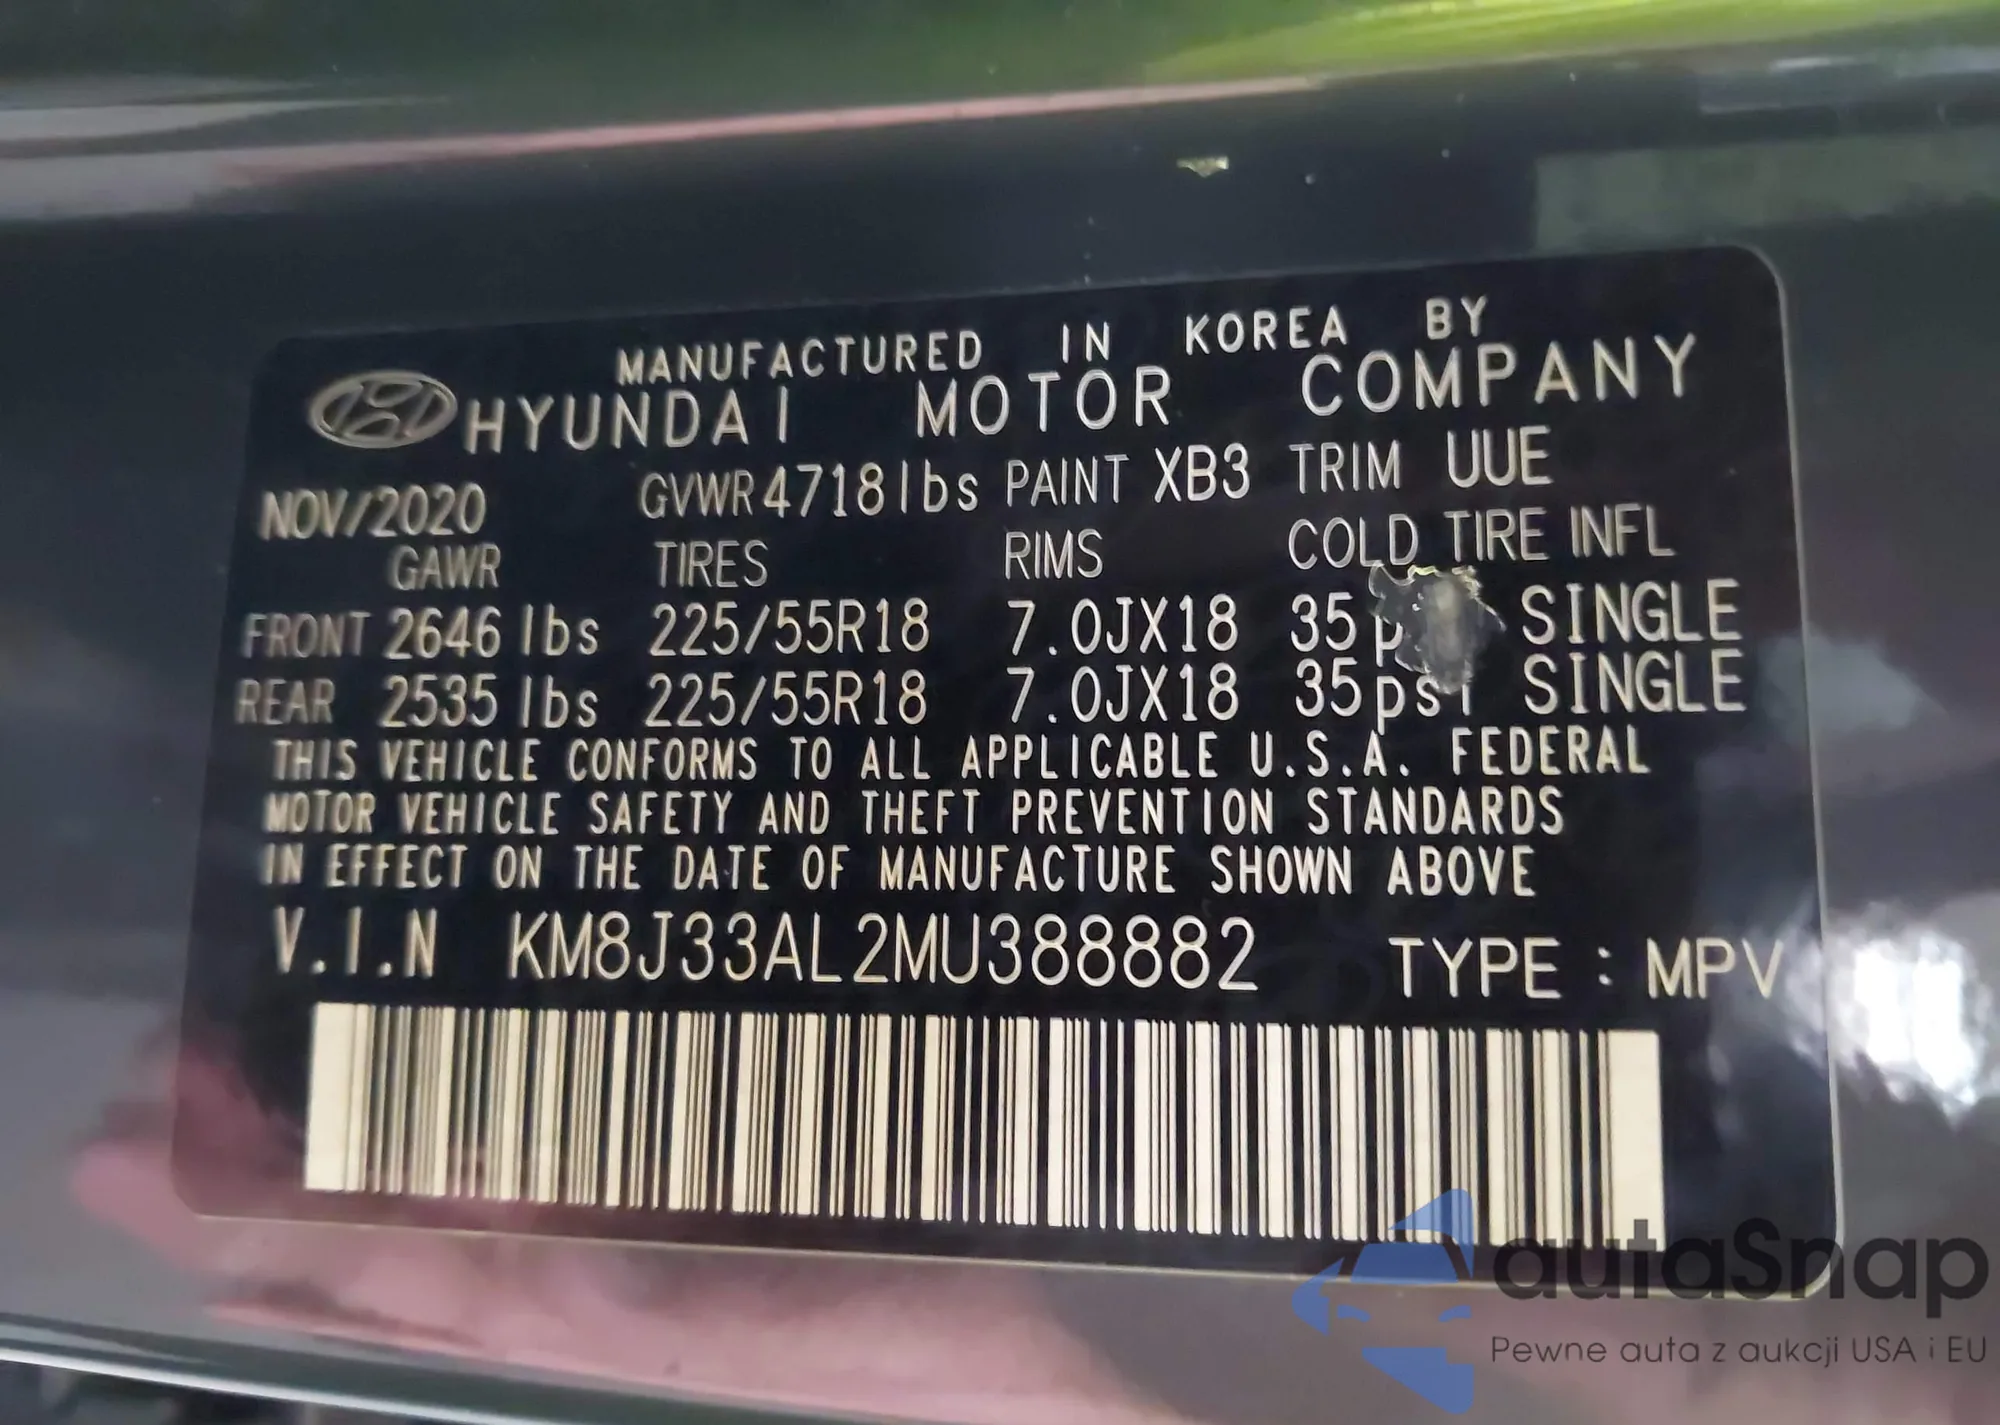 MANUFACTURED IN KOREA BY
HYUNDAI MOTOR COMPANY
NOV/2020 GVWR 4718lbs PAINT XB3 TRIM UUE
GAWR TIRES RIMS COLD TIRE INFL
FRONT 2646 lbs 225/55R18 7.0JX18 35 SINGLE
REAR 2535 lbs 225/55R18 7.0JX18 35psi SINGLE
THIS VEHICLE CONFORMS TO ALL APPLICABLE U.S.A. FEDERAL
MOTOR VEHICLE SAFETY AND THEFT PREVENTION STANDARDS
IN EFFECT ON THE DATE OF MANUFACTURE SHOWN ABOVE
V.I.N KM8J33AL2MU388882 TYPE : MPV
autaSnap
Pewne auta z aukcji USA i EU